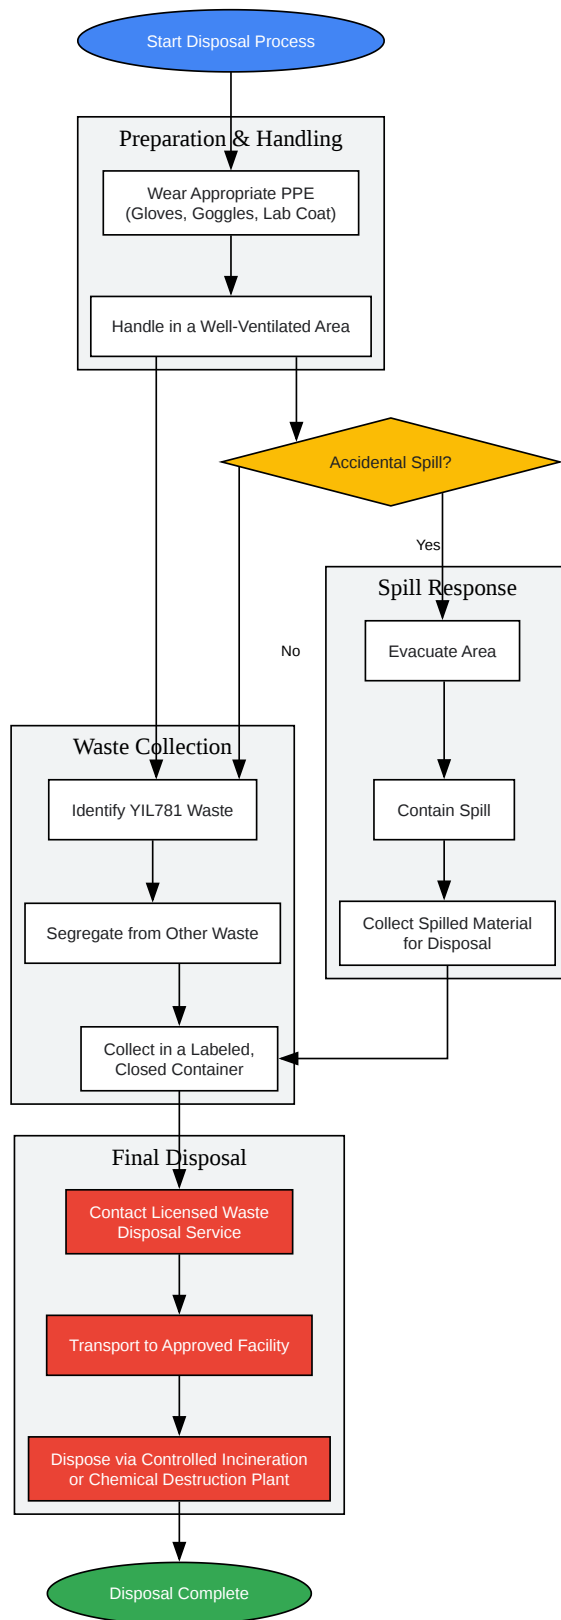 Start Disposal Process
Preparation & Handling
Wear Appropriate PPE
(Gloves, Goggles, Lab Coat)
Handle in a Well-Ventilated Area
Accidental Spill?
Yes
Spill Response
Evacuate Area
No
Waste Collection
Identify YIL781 Waste
Contain Spill
Segregate from Other Waste
Collect Spilled Material
for Disposal
Collect in a Labeled,
Closed Container
Final Disposal
Contact Licensed Waste
Disposal Service
Transport to Approved Facility
Dispose via Controlled Incineration
or Chemical Destruction Plant
Disposal Complete